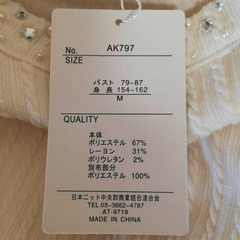 No. AK797
SIZE
バスト 79-87
身 長 154-162
M
QUALITY
本体
ポリエステル 67%
レーヨン 31%
ポリウレタン 2%
別布部分
ポリエステル 100%
日本ニット中央卸商業組合連合会
TEL 03-3662-4787
AT-9719
MADE IN CHINA